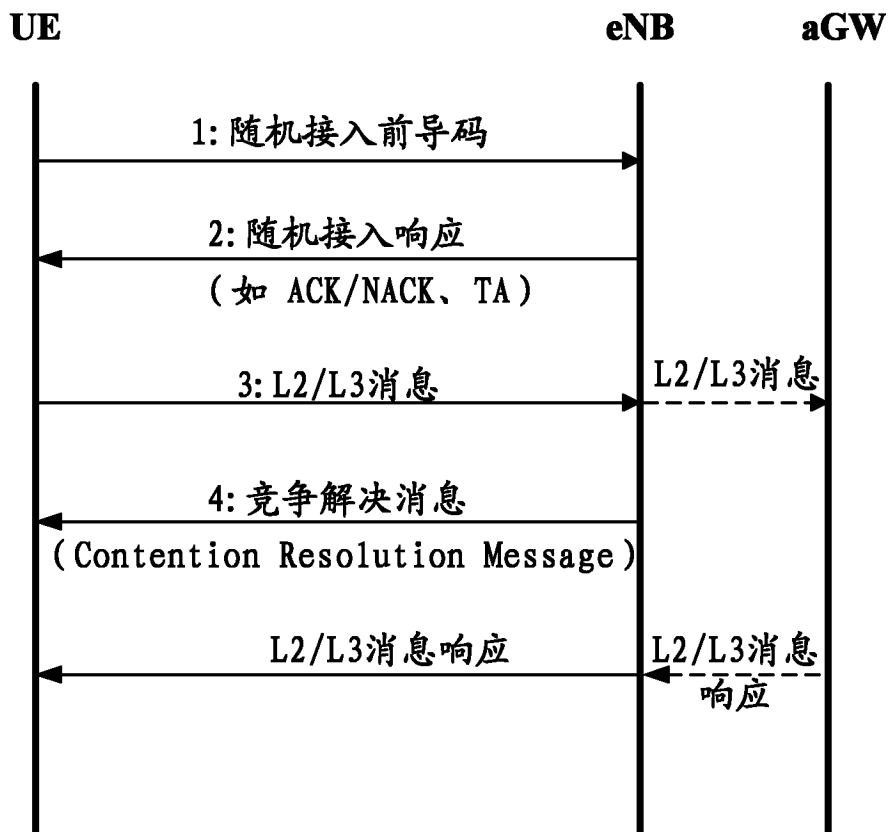 UE eNB aGW
1:随机接入前导码
2:随机接入响应
(如 ACK/NACK、TA)
3:L2/L3消息
L2/L3消息
4:竞争解决消息
(Contention Resolution Message)
L2/L3消息响应
L2/L3消息
响应